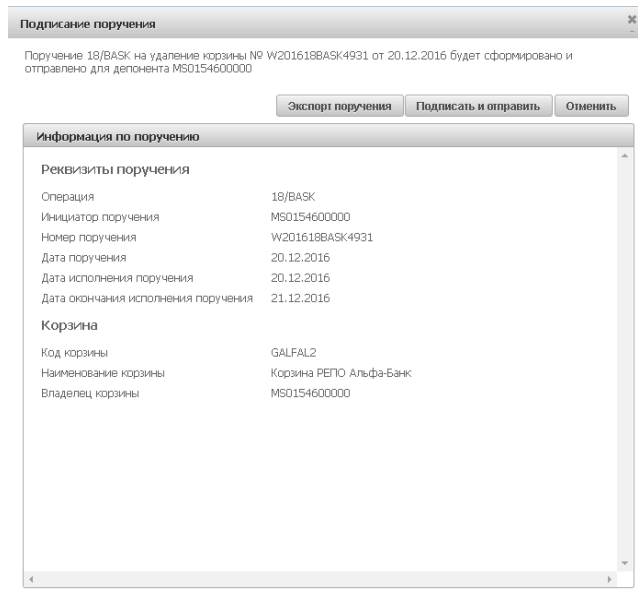 Подписание поручения
Поручение 18/BASK на удаление корзины № W201618BASK4931 от 20.12.2016 будет сформировано и
отправлено для депонента MS0154600000
Экспорт поручения Подписать и отправить Отменить
Информация по поручению
Реквизиты поручения
Операция 18/BASK
Инициатор поручения MS0154600000
Номер поручения W201618BASK4931
Дата поручения 20.12.2016
Дата исполнения поручения 20.12.2016
Дата окончания исполнения поручения 21.12.2016
Корзина
Код корзины GALFAL2
Наименование корзины Корзина РЕПО Альфа-Банк
Владелец корзины MS0154600000